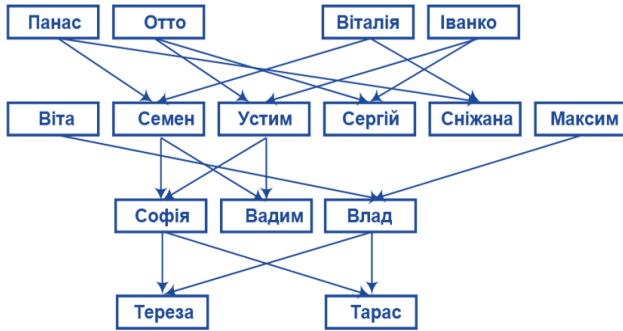 Панас
Отто
Віталія
Іванко
Віта
Семен
Устим
Сергій
Сніжана
Максим
Софія
Вадим
Влад
Тереза
Тарас